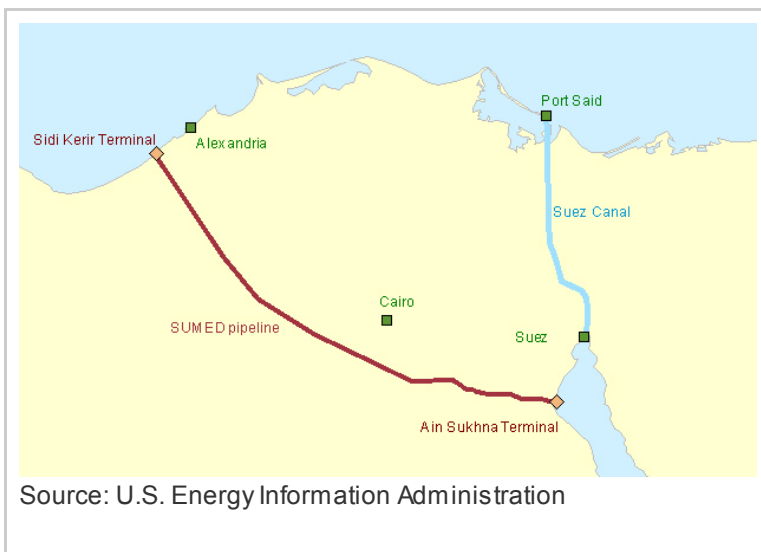 Port Said
Sidi Kerir Terminal
Alexandria
Suez Canal
Cairo
SUMED pipeline
Suez
Ain Sukhna Terminal
Source: U.S. Energy Information Administration